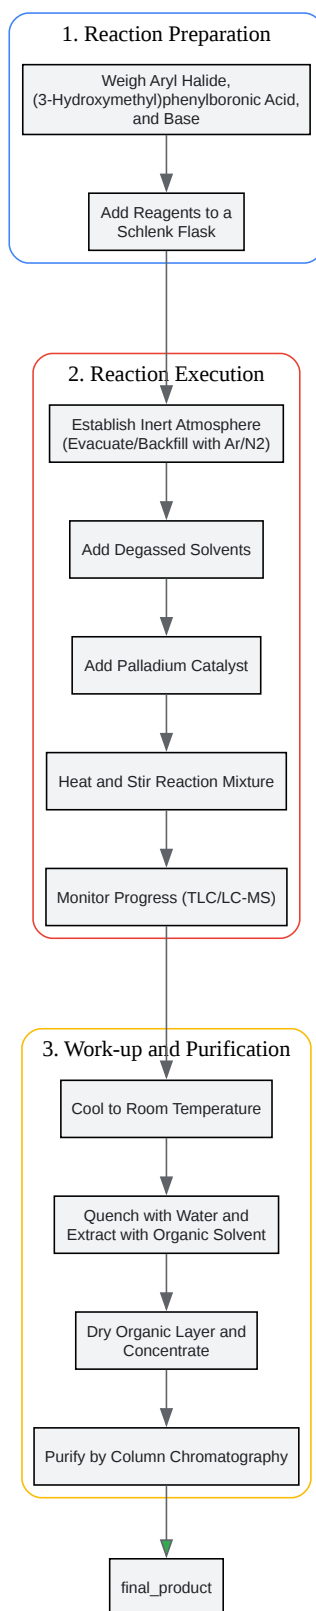 1. Reaction Preparation
Weigh Aryl Halide,
(3-Hydroxymethyl)phenylboronic Acid,
and Base
Add Reagents to a
Schlenk Flask
2. Reaction Execution
Establish Inert Atmosphere
(Evacuate/Backfill with Ar/N2)
Add Degassed Solvents
Add Palladium Catalyst
Heat and Stir Reaction Mixture
Monitor Progress (TLC/LC-MS)
3. Work-up and Purification
Cool to Room Temperature
Quench with Water and
Extract with Organic Solvent
Dry Organic Layer and
Concentrate
Purify by Column Chromatography
final_product